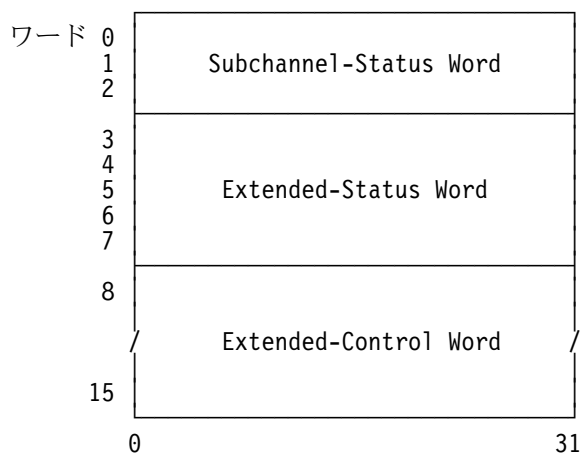 ワード 0
1
2
Subchannel-Status Word
3
4
5
6
7
Extended-Status Word
8
15
Extended-Control Word
0 31